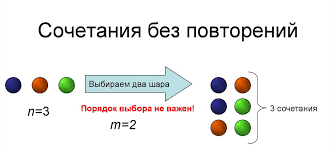 Сочетания без повторений
Выбираем два шара
Порядок выбора не важен!
n=3
m=2
3 сочетания